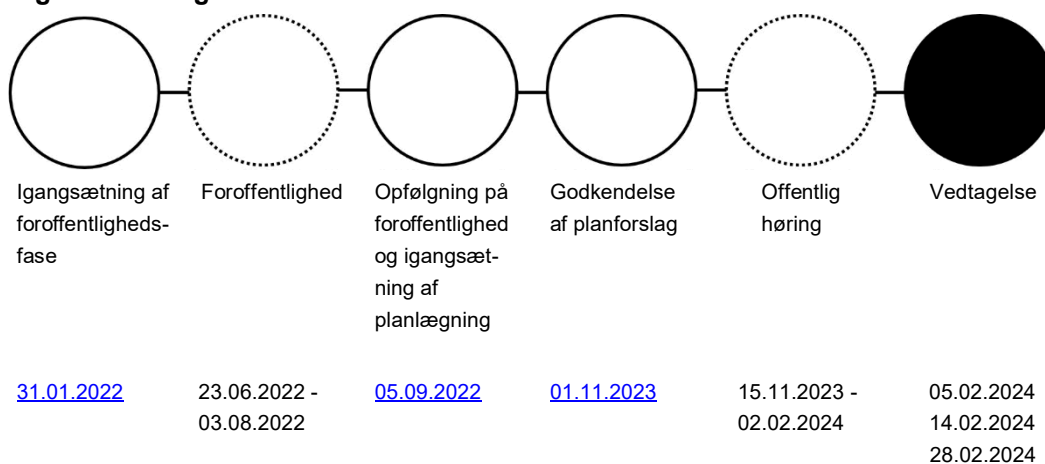 Igangsætning af
foroffentligheds-
fase
Foroffentlighed
Opfølgning på
foroffentlighed
og igangsæt-
ning af
planlægning
Godkendelse
af planforslag
Offentlig
høring
Vedtagelse
31.01.2022
23.06.2022 -
03.08.2022
05.09.2022
01.11.2023
15.11.2023 -
02.02.2024
05.02.2024
14.02.2024
28.02.2024